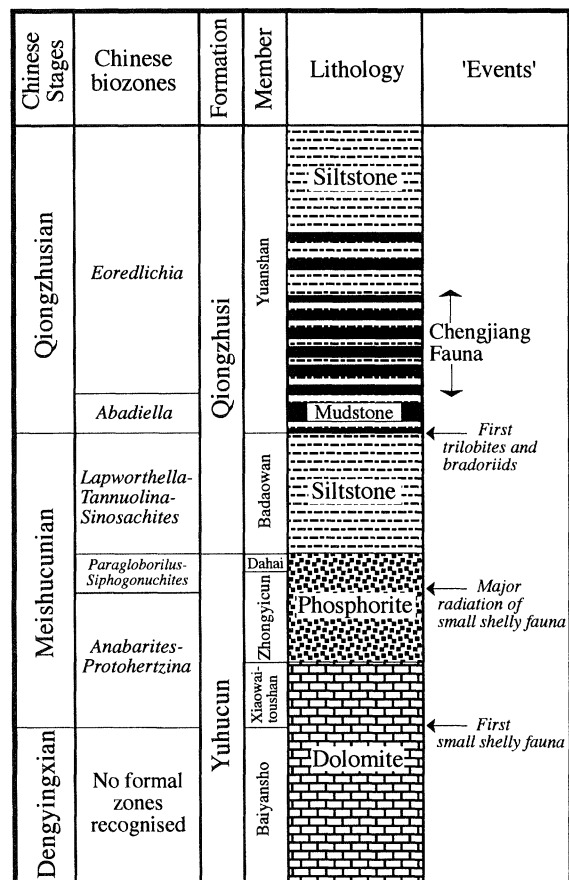 Chinese
Stages
Chinese
biozones
Formation
Member
Lithology
'Events'
Qiongzhusian
Meishucunian
Dengyingxian
Eoredlichia
Abadiella
Lapworthella-
Tannuolina-
Sinosachites
Paragloborilus-
Siphogonuchites
Anabarites-
Protohertzina
No formal
zones
recognised
Qiongzhusi
Yuhucun
Yuanshan
Badaowan
Dahai
Zhongyicun
Xiaowai-
toushan
Baiyansho
Siltstone
Mudstone
Siltstone
Phosphorite
Dolomite
Chengjiang
Fauna
First
trilobites and
bradoriids
Major
radiation of
small shelly fauna
First
small shelly fauna